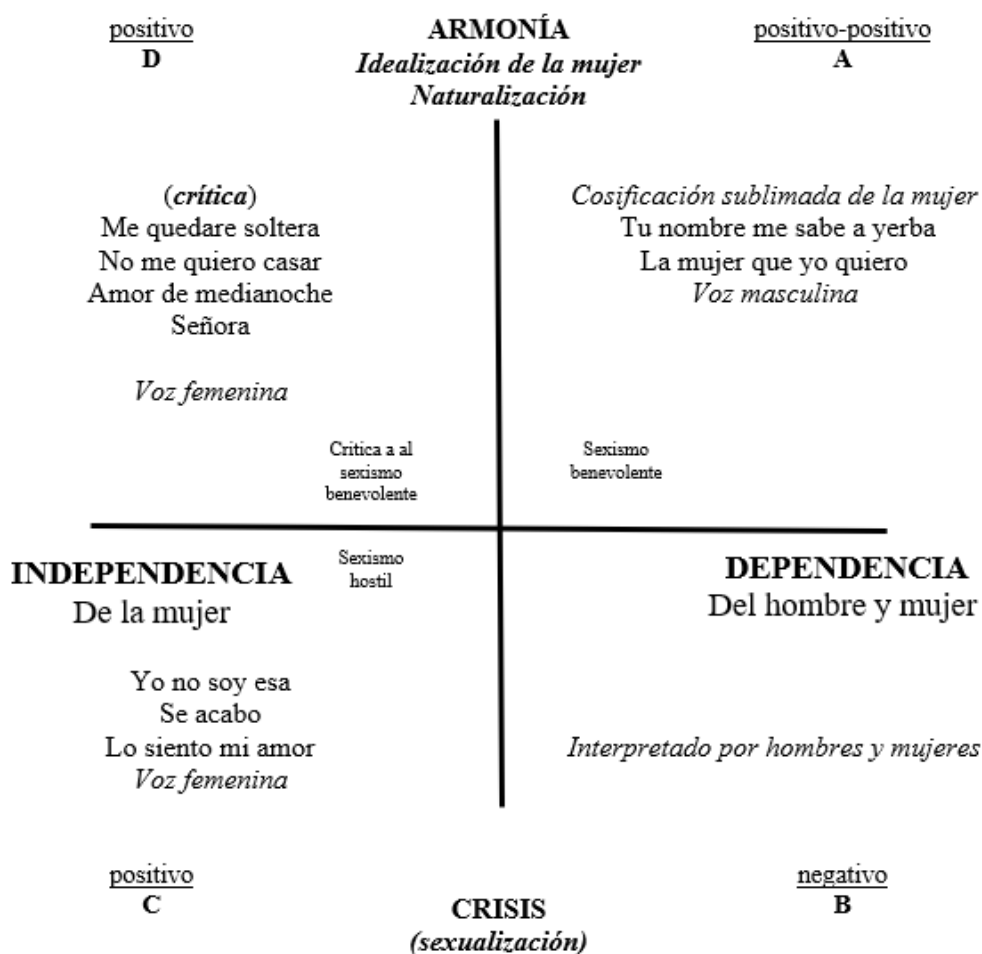 positivo
D
ARMONÍA
Idealización de la mujer
Naturalización
positivo-positivo
A
(crítica)
Me quedare soltera
No me quiero casar
Amor de medianoche
Señora
Voz femenina
Cosificación sublimada de la mujer
Tu nombre me sabe a yerba
La mujer que yo quiero
Voz masculina
Critica a al
sexismo
benevolente
Sexismo
benevolente
INDEPENDENCIA
De la mujer
Sexismo
hostil
DEPENDENCIA
Del hombre y mujer
Yo no soy esa
Se acabo
Lo siento mi amor
Voz femenina
Interpretado por hombres y mujeres
positivo
C
CRISIS
(sexualización)
negativo
B